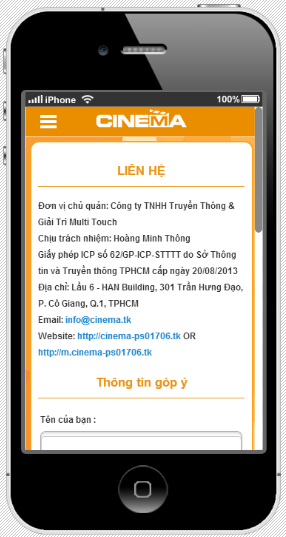 iPhone 100%
CINEMA
LIÊN HỆ
Đơn vị chủ quản: Công ty TNHH Truyền Thông &
Giải Trí Multi Touch
Chịu trách nhiệm: Hoàng Minh Thông
Giấy phép ICP số 62/GP-ICP-STTTT do Sở Thông
tin và Truyền thông TPHCM cấp ngày 20/08/2013
Địa chỉ: Lầu 6 - HAN Building, 301 Trần Hưng Đạo,
P. Cô Giang, Q.1, TPHCM
Email: info@cinema.tk
Website: http://cinema-ps01706.tk OR
http://m.cinema-ps01706.tk
Thông tin góp ý
Tên của bạn :